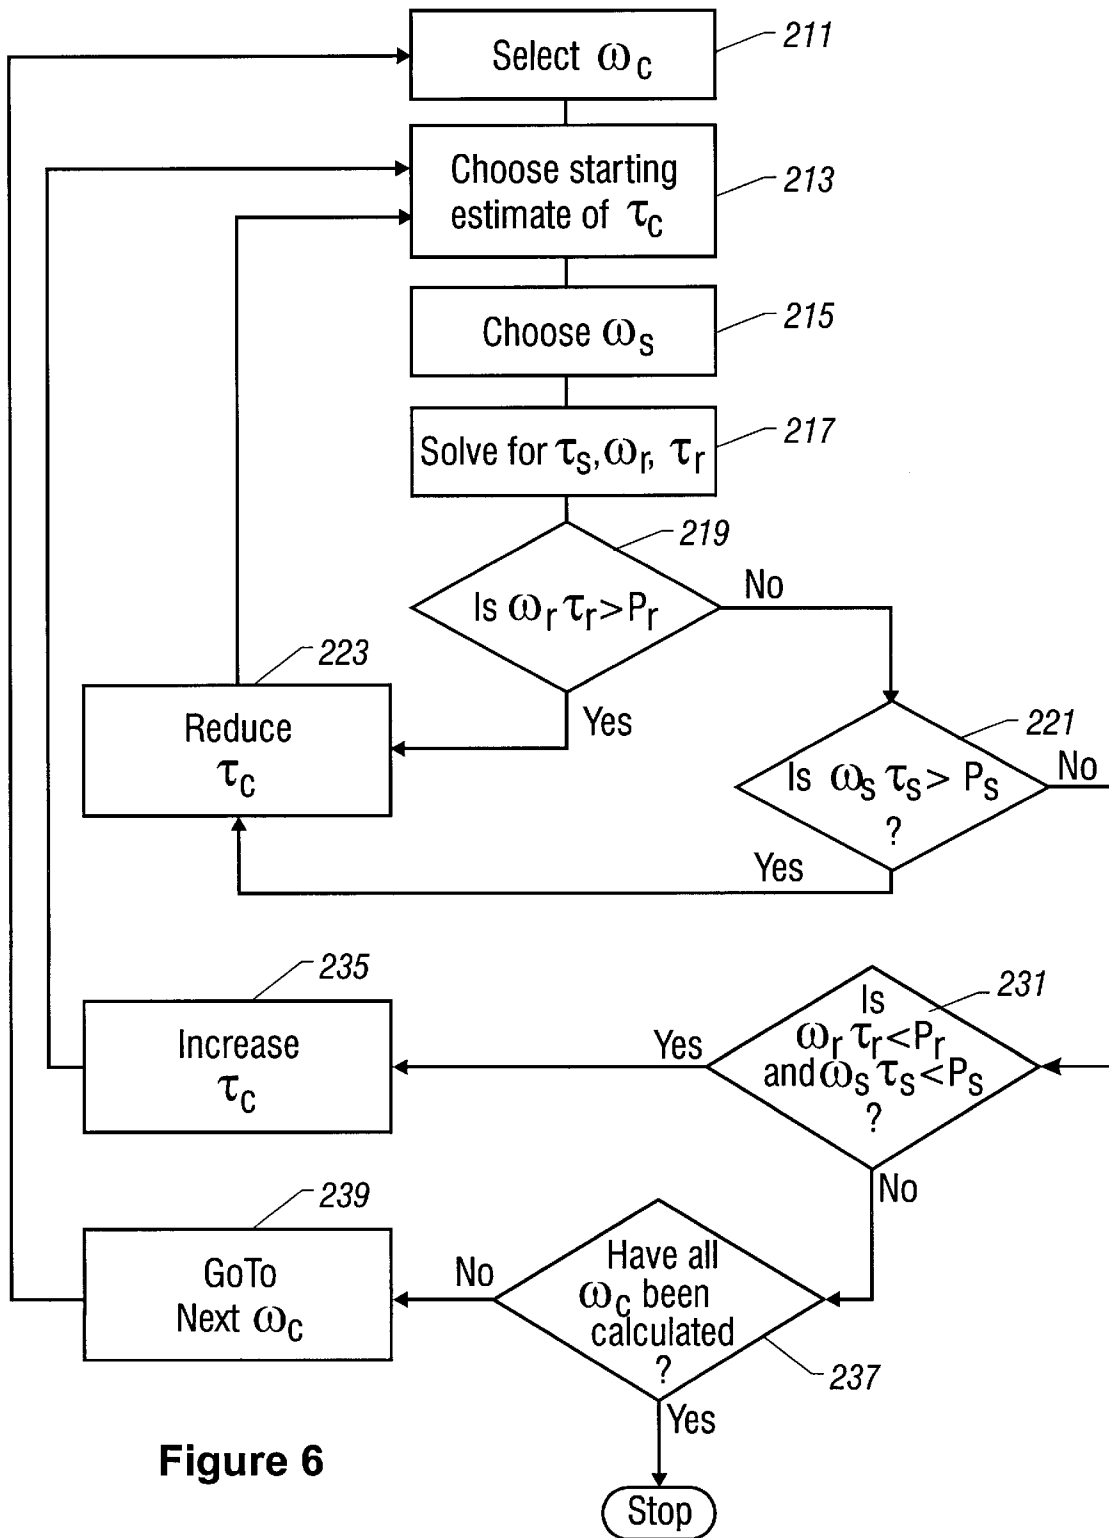 Select ωc
211
Choose starting
estimate of τc
213
Choose ωs
215
Solve for τs, ωr, τr
217
219
Is ωr τr > Pr
No
Yes
223
Reduce
τc
221
Is ωs τs > Ps
?
No
Yes
235
Increase
τc
231
Is
ωr τr < Pr
and ωs τs < Ps
?
Yes
No
239
GoTo
Next ωc
No
Have all
ωc been
calculated
?
237
Yes
Figure 6
Stop